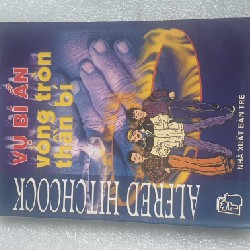 VỤ BÍ ẨN
vòng tròn
thần bí
ALFRED HITCHCOCK
NHÀ XUẤT BẢN TRẺ